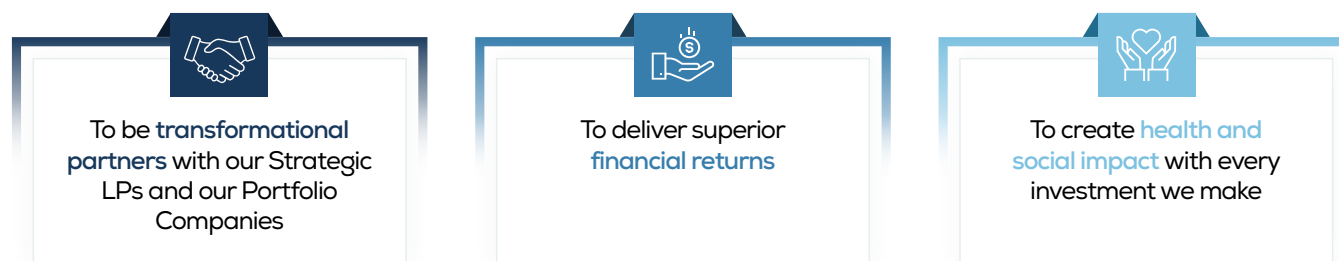 To be transformational
partners with our Strategic
LPs and our Portfolio
Companies
$
To deliver superior
financial returns
To create health and
social impact with every
investment we make